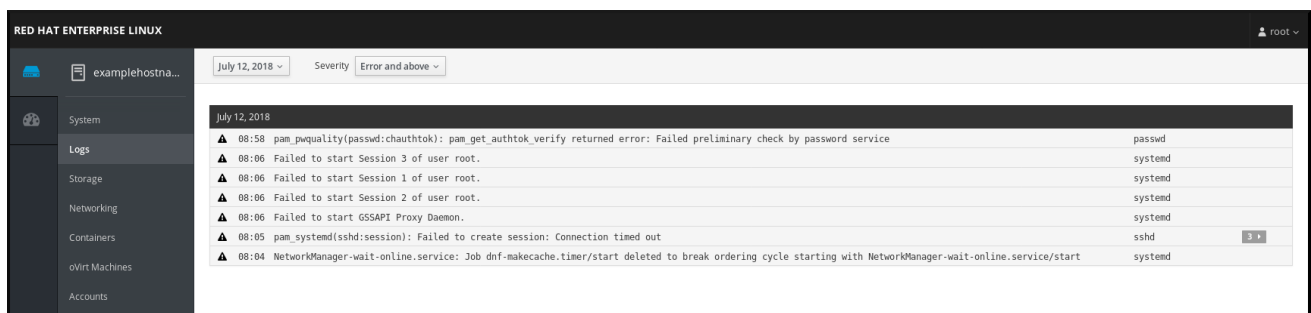 RED HAT ENTERPRISE LINUX
root
examplehostna...
July 12, 2018
Severity Error and above
System
Logs
Storage
Networking
Containers
oVirt Machines
Accounts
July 12, 2018
08:58 pam_pwquality(passwd:chauthtok): pam_get_authtok_verify returned error: Failed preliminary check by password service passwd
08:06 Failed to start Session 3 of user root. systemd
08:06 Failed to start Session 1 of user root. systemd
08:06 Failed to start Session 2 of user root. systemd
08:06 Failed to start GSSAPI Proxy Daemon. systemd
08:05 pam_systemd(sshd:session): Failed to create session: Connection timed out sshd 3
08:04 NetworkManager-wait-online.service: Job dnf-makecache.timer/start deleted to break ordering cycle starting with NetworkManager-wait-online.service/start systemd